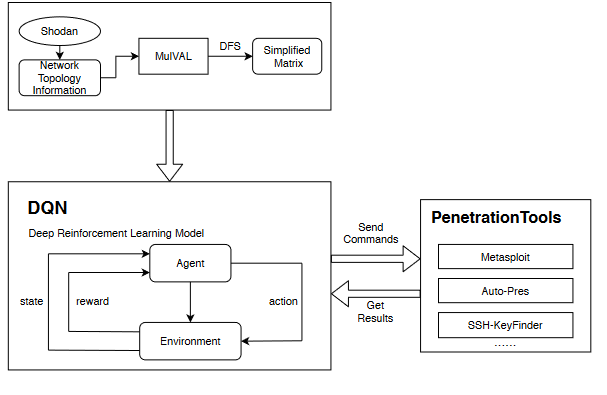 Shodan
Network
Topology
Information
MulVAL
DFS
Simplified
Matrix
DQN
Deep Reinforcement Learning Model
Agent
state
reward
action
Environment
Send
Commands
Get
Results
PenetrationTools
Metasploit
Auto-Pres
SSH-KeyFinder
......